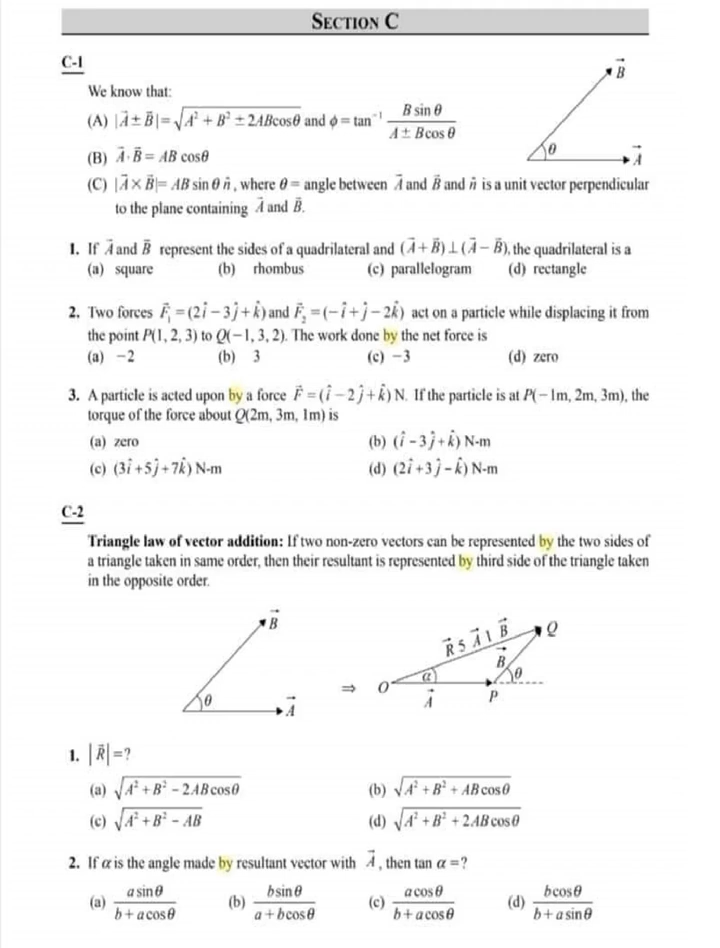 SECTION C
C-1
We know that:
(A) |A⃗ ± B⃗| = √(A² + B² ± 2ABcosθ) and ϕ = tan⁻¹ (B sin θ)/(A ± B cos θ)
(B) A⃗·B⃗ = AB cosθ
(C) |A⃗ × B⃗| = AB sin θ n̂, where θ = angle between A⃗ and B⃗ and n̂ is a unit vector perpendicular
to the plane containing A⃗ and B⃗.
B⃗
θ
A⃗
1. If A⃗ and B⃗ represent the sides of a quadrilateral and (A⃗ + B⃗) ⊥ (A⃗ − B⃗), the quadrilateral is a
(a) square (b) rhombus (c) parallelogram (d) rectangle
2. Two forces F⃗₁ = (2î − 3ĵ + k̂) and F⃗₂ = (−î + ĵ − 2k̂) act on a particle while displacing it from
the point P(1, 2, 3) to Q(−1, 3, 2). The work done by the net force is
(a) −2 (b) 3 (c) −3 (d) zero
3. A particle is acted upon by a force F⃗ = (î − 2ĵ + k̂) N. If the particle is at P(−1m, 2m, 3m), the
torque of the force about Q(2m, 3m, 1m) is
(a) zero (b) (î − 3ĵ + k̂) N-m
(c) (3î + 5ĵ + 7k̂) N-m (d) (2î + 3ĵ − k̂) N-m
C-2
Triangle law of vector addition: If two non-zero vectors can be represented by the two sides of
a triangle taken in same order, then their resultant is represented by third side of the triangle taken
in the opposite order.
B⃗
θ
A⃗
⇒
O
R⃗ 5 A⃗ 1 B⃗
Q
B⃗
α
θ
A⃗
P
1. |R⃗| = ?
(a) √(A² + B² − 2AB cosθ) (b) √(A² + B² + AB cosθ)
(c) √(A² + B² − AB) (d) √(A² + B² + 2AB cosθ)
2. If α is the angle made by resultant vector with A⃗, then tan α = ?
(a) (a sinθ)/(b + a cosθ) (b) (b sinθ)/(a + b cosθ) (c) (a cosθ)/(b + a cosθ) (d) (b cosθ)/(b + a sinθ)